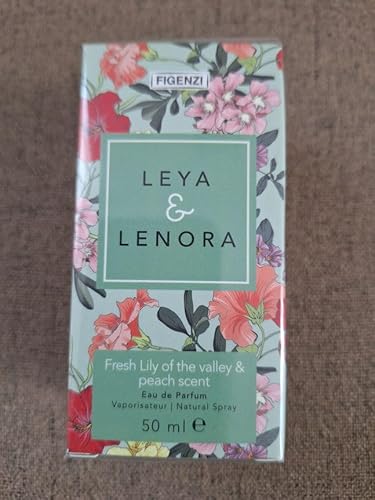 FIGENZI
LEYA
&
LENORA
Fresh Lily of the valley &
peach scent
Eau de Parfum
Vaporisateur | Natural Spray
50 ml ℮